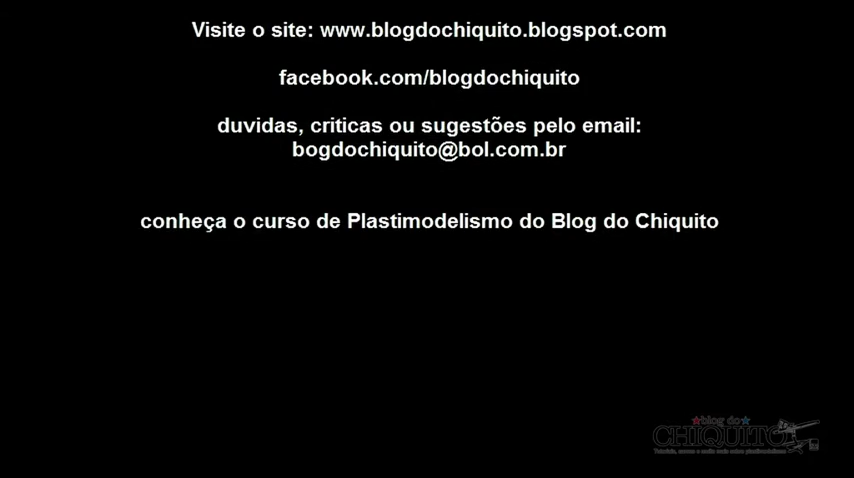 Visite o site: www.blogdochiquito.blogspot.com
facebook.com/blogdochiquito
duvidas, criticas ou sugestões pelo email:
bogdochiquito@bol.com.br
conheça o curso de Plastimodelismo do Blog do Chiquito
blog do
CHIQUITO